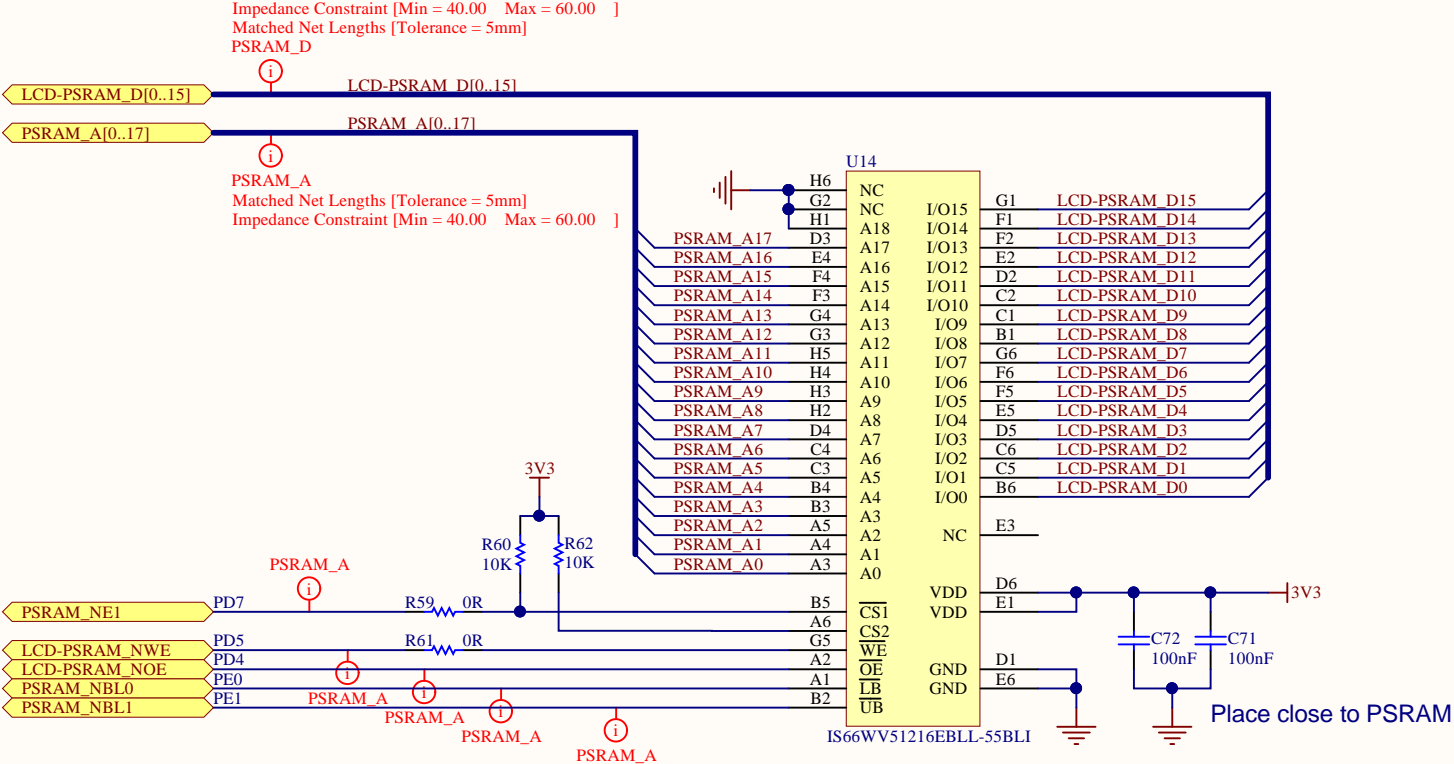 Impedance Constraint [Min = 40.00 Max = 60.00 ]
Matched Net Lengths [Tolerance = 5mm]
PSRAM_D
i
LCD-PSRAM_D[0..15] LCD-PSRAM_D[0..15]
PSRAM_A[0..17] PSRAM_A[0..17]
i
PSRAM_A
Matched Net Lengths [Tolerance = 5mm]
Impedance Constraint [Min = 40.00 Max = 60.00 ]
U14
H6 NC
G2 NC I/O15 G1 LCD-PSRAM_D15
H1 A18 I/O14 F1 LCD-PSRAM_D14
PSRAM_A17 D3 A17 I/O13 F2 LCD-PSRAM_D13
PSRAM_A16 E4 A16 I/O12 E2 LCD-PSRAM_D12
PSRAM_A15 F4 A15 I/O11 D2 LCD-PSRAM_D11
PSRAM_A14 F3 A14 I/O10 C2 LCD-PSRAM_D10
PSRAM_A13 G4 A13 I/O9 C1 LCD-PSRAM_D9
PSRAM_A12 G3 A12 I/O8 B1 LCD-PSRAM_D8
PSRAM_A11 H5 A11 I/O7 G6 LCD-PSRAM_D7
PSRAM_A10 H4 A10 I/O6 F6 LCD-PSRAM_D6
PSRAM_A9 H3 A9 I/O5 F5 LCD-PSRAM_D5
PSRAM_A8 H2 A8 I/O4 E5 LCD-PSRAM_D4
PSRAM_A7 D4 A7 I/O3 D5 LCD-PSRAM_D3
PSRAM_A6 C4 A6 I/O2 C6 LCD-PSRAM_D2
PSRAM_A5 C3 A5 I/O1 C5 LCD-PSRAM_D1
PSRAM_A4 B4 A4 I/O0 B6 LCD-PSRAM_D0
PSRAM_A3 B3 A3
PSRAM_A2 A5 A2 NC E3
PSRAM_A1 A4 A1
PSRAM_A0 A3 A0
3V3
R60 R62
10K 10K
PSRAM_A
i
VDD D6 3V3
PSRAM_NE1 PD7 R59 0R B5 CS1 VDD E1
A6 CS2
LCD-PSRAM_NWE PD5 R61 0R G5 WE
C72 C71
100nF 100nF
LCD-PSRAM_NOE PD4 A2 OE GND D1
PSRAM_NBL0 PE0 A1 LB GND E6
PSRAM_NBL1 PE1 B2 UB
i
PSRAM_A
i
PSRAM_A
i
PSRAM_A
i
PSRAM_A
Place close to PSRAM
IS66WV51216EBLL-55BLI